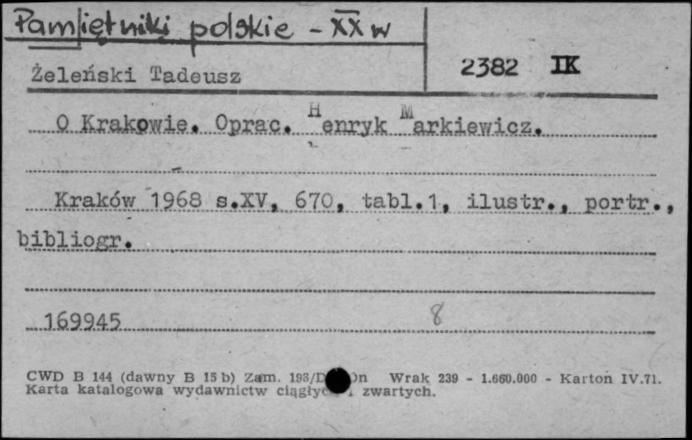 Pamiętniki polskie - XX w
Żeleński Tadeusz
2382 IK
O Krakowie. Oprac. Henryk Markiewicz.
Kraków 1968 s.XV, 670, tabl.1, ilustr., portr.,
bibliogr.
169945
8
CWD B 144 (dawny B 15 b) Zam. Wrak 239 - 1.660.000 - Karton IV.71.
Karta katalogowa wydawnictw zwartych.